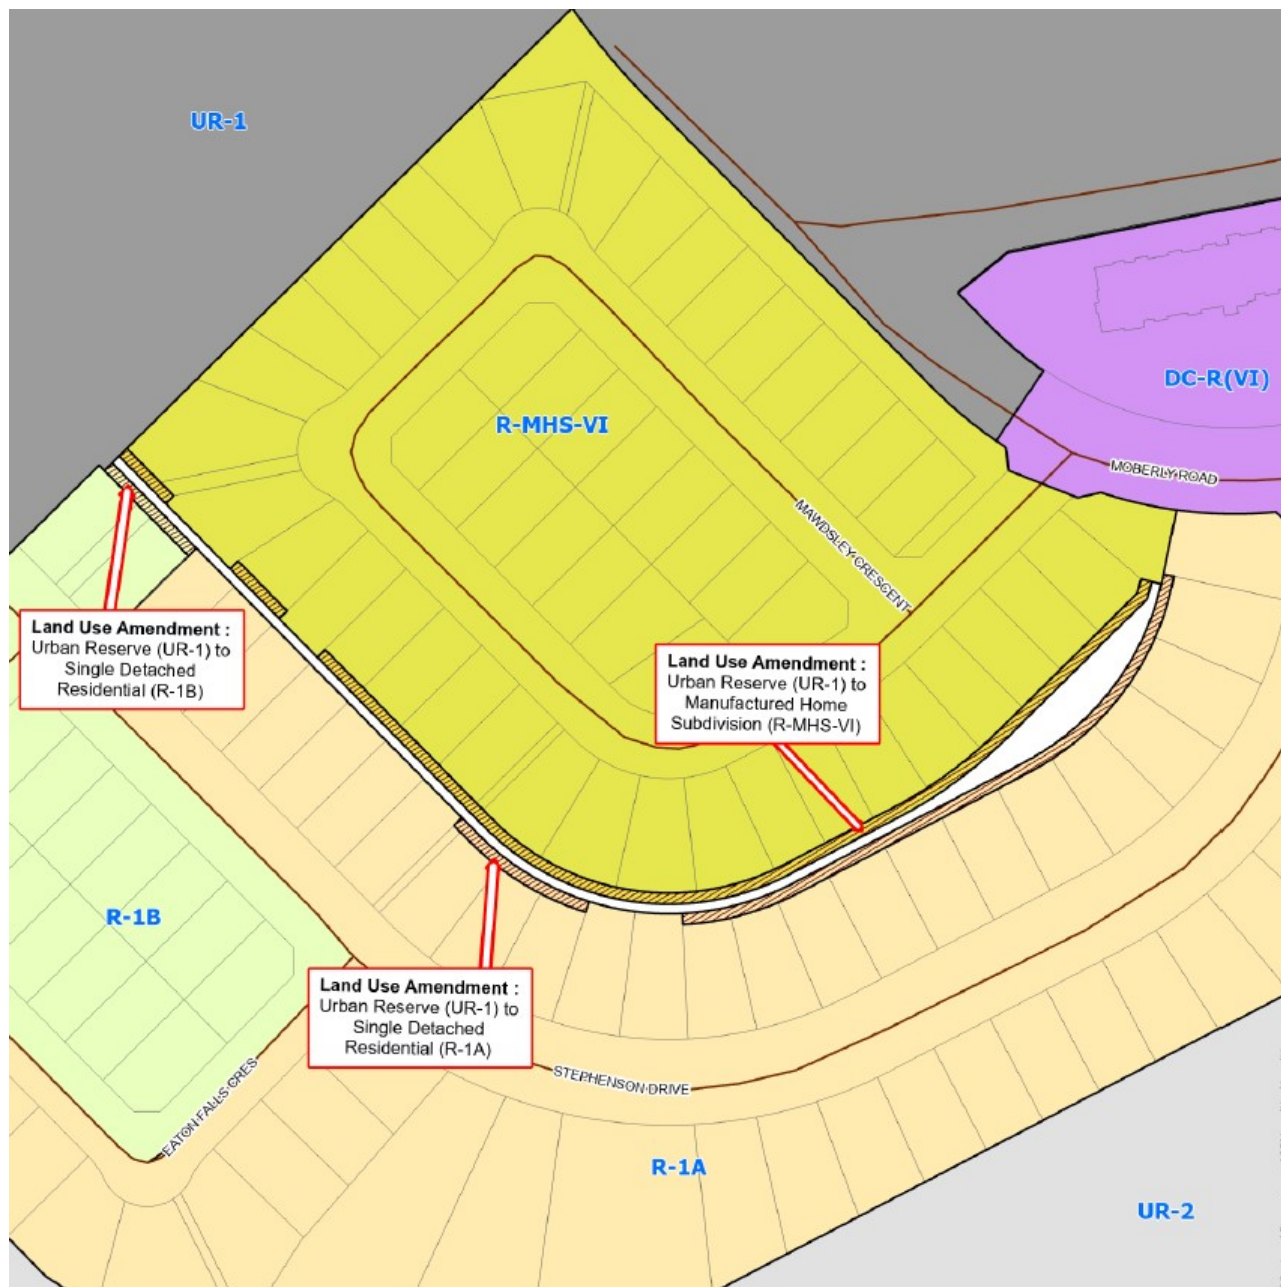 UR-1
DC-R(VI)
R-MHS-VI
MOBERLY ROAD
MAWDSLEY CRESCENT
Land Use Amendment :
Urban Reserve (UR-1) to
Single Detached
Residential (R-1B)
Land Use Amendment :
Urban Reserve (UR-1) to
Manufactured Home
Subdivision (R-MHS-VI)
R-1B
Land Use Amendment :
Urban Reserve (UR-1) to
Single Detached
Residential (R-1A)
STEPHENSON DRIVE
EATON FALLS CRES
R-1A
UR-2